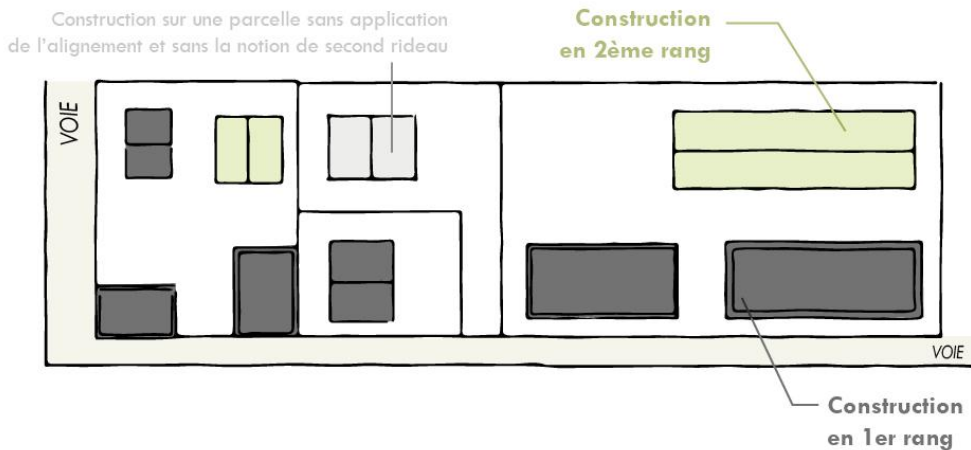 Construction sur une parcelle sans application
de l'alignement et sans la notion de second rideau
Construction
en 2ème rang
VOIE
VOIE
Construction
en 1er rang